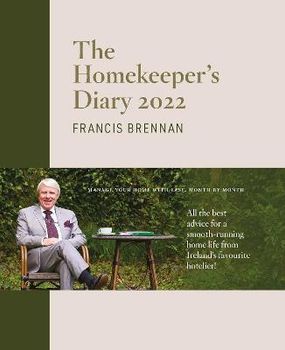 The
Homekeeper's
Diary 2022
FRANCIS BRENNAN
MANAGE YOUR HOME WITH EASE, MONTH BY MONTH
All the best
advice for a
smooth-running
home life from
Ireland's favourite
hotelier!